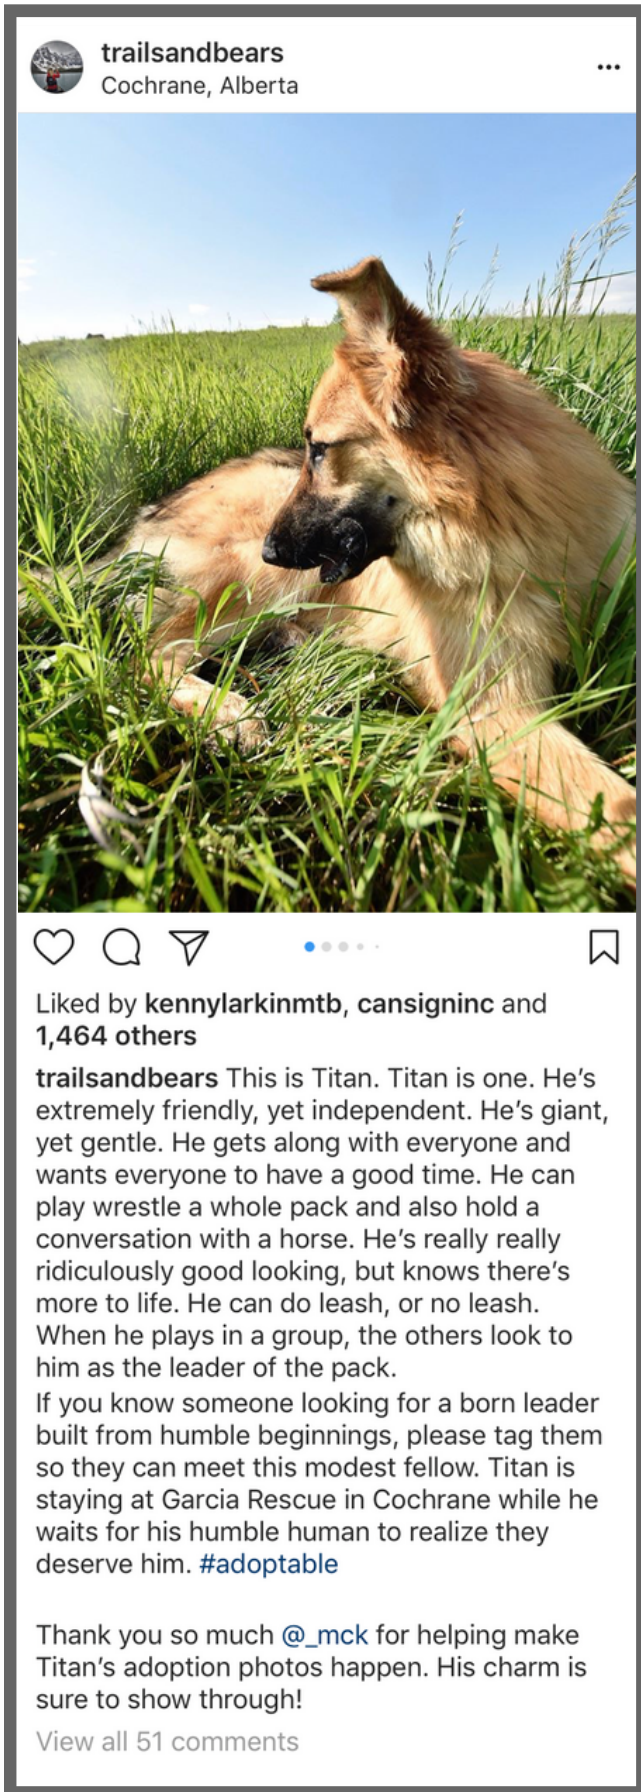 trailsandbears
Cochrane, Alberta
Liked by kennylarkinmtb, cansigninc and
1,464 others
trailsandbears This is Titan. Titan is one. He’s
extremely friendly, yet independent. He’s giant,
yet gentle. He gets along with everyone and
wants everyone to have a good time. He can
play wrestle a whole pack and also hold a
conversation with a horse. He’s really really
ridiculously good looking, but knows there’s
more to life. He can do leash, or no leash.
When he plays in a group, the others look to
him as the leader of the pack.
If you know someone looking for a born leader
built from humble beginnings, please tag them
so they can meet this modest fellow. Titan is
staying at Garcia Rescue in Cochrane while he
waits for his humble human to realize they
deserve him. #adoptable
Thank you so much @_mck for helping make
Titan’s adoption photos happen. His charm is
sure to show through!
View all 51 comments